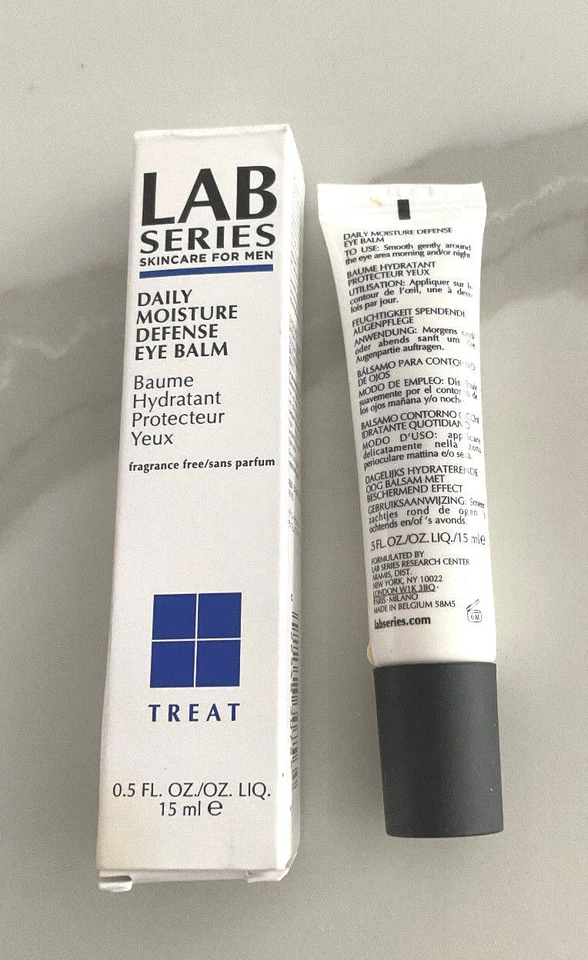 LAB
SERIES
SKINCARE FOR MEN
DAILY
MOISTURE
DEFENSE
EYE BALM
Baume
Hydratant
Protecteur
Yeux
fragrance free/sans parfum
TREAT
0.5 FL. OZ./OZ. LIQ.
15 ml ℮
DAILY MOISTURE DEFENSE
EYE BALM
TO USE: Smooth gently around
the eye area morning and/or night.
BAUME HYDRATANT
PROTECTEUR YEUX
UTILISATION: Appliquer sur le
contour de l'œil, une à deux
fois par jour.
FEUCHTIGKEIT SPENDENDE
AUGENPFLEGE
ANWENDUNG: Morgens
oder abends sanft um die
Augenpartie auftragen.
BÁLSAMO PARA CONTORNO
DE OJOS
MODO DE EMPLEO:
suavemente por el contorno de
los ojos mañana y/o noche.
BALSAMO CONTORNO OCCHI
IDRATANTE QUOTIDIANO
MODO D'USO: applicare
delicatamente nella zona
perioculare mattina e/o sera.
DAGELIJKS HYDRATERENDE
OOG BALSAM MET
BESCHERMEND EFFECT
GEBRUIKSAANWIJZING: Smeer
zachtjes rond de ogen
ochtends en/of 's avonds.
.5 FL.OZ./OZ.LIQ./15 ml℮
FORMULATED BY
LAB SERIES RESEARCH CENTER
ARAMIS, DIST.
NEW YORK, NY 10022
LONDON W1K 3BQ·
PARIS·MILANO
MADE IN BELGIUM 58M5
labseries.com